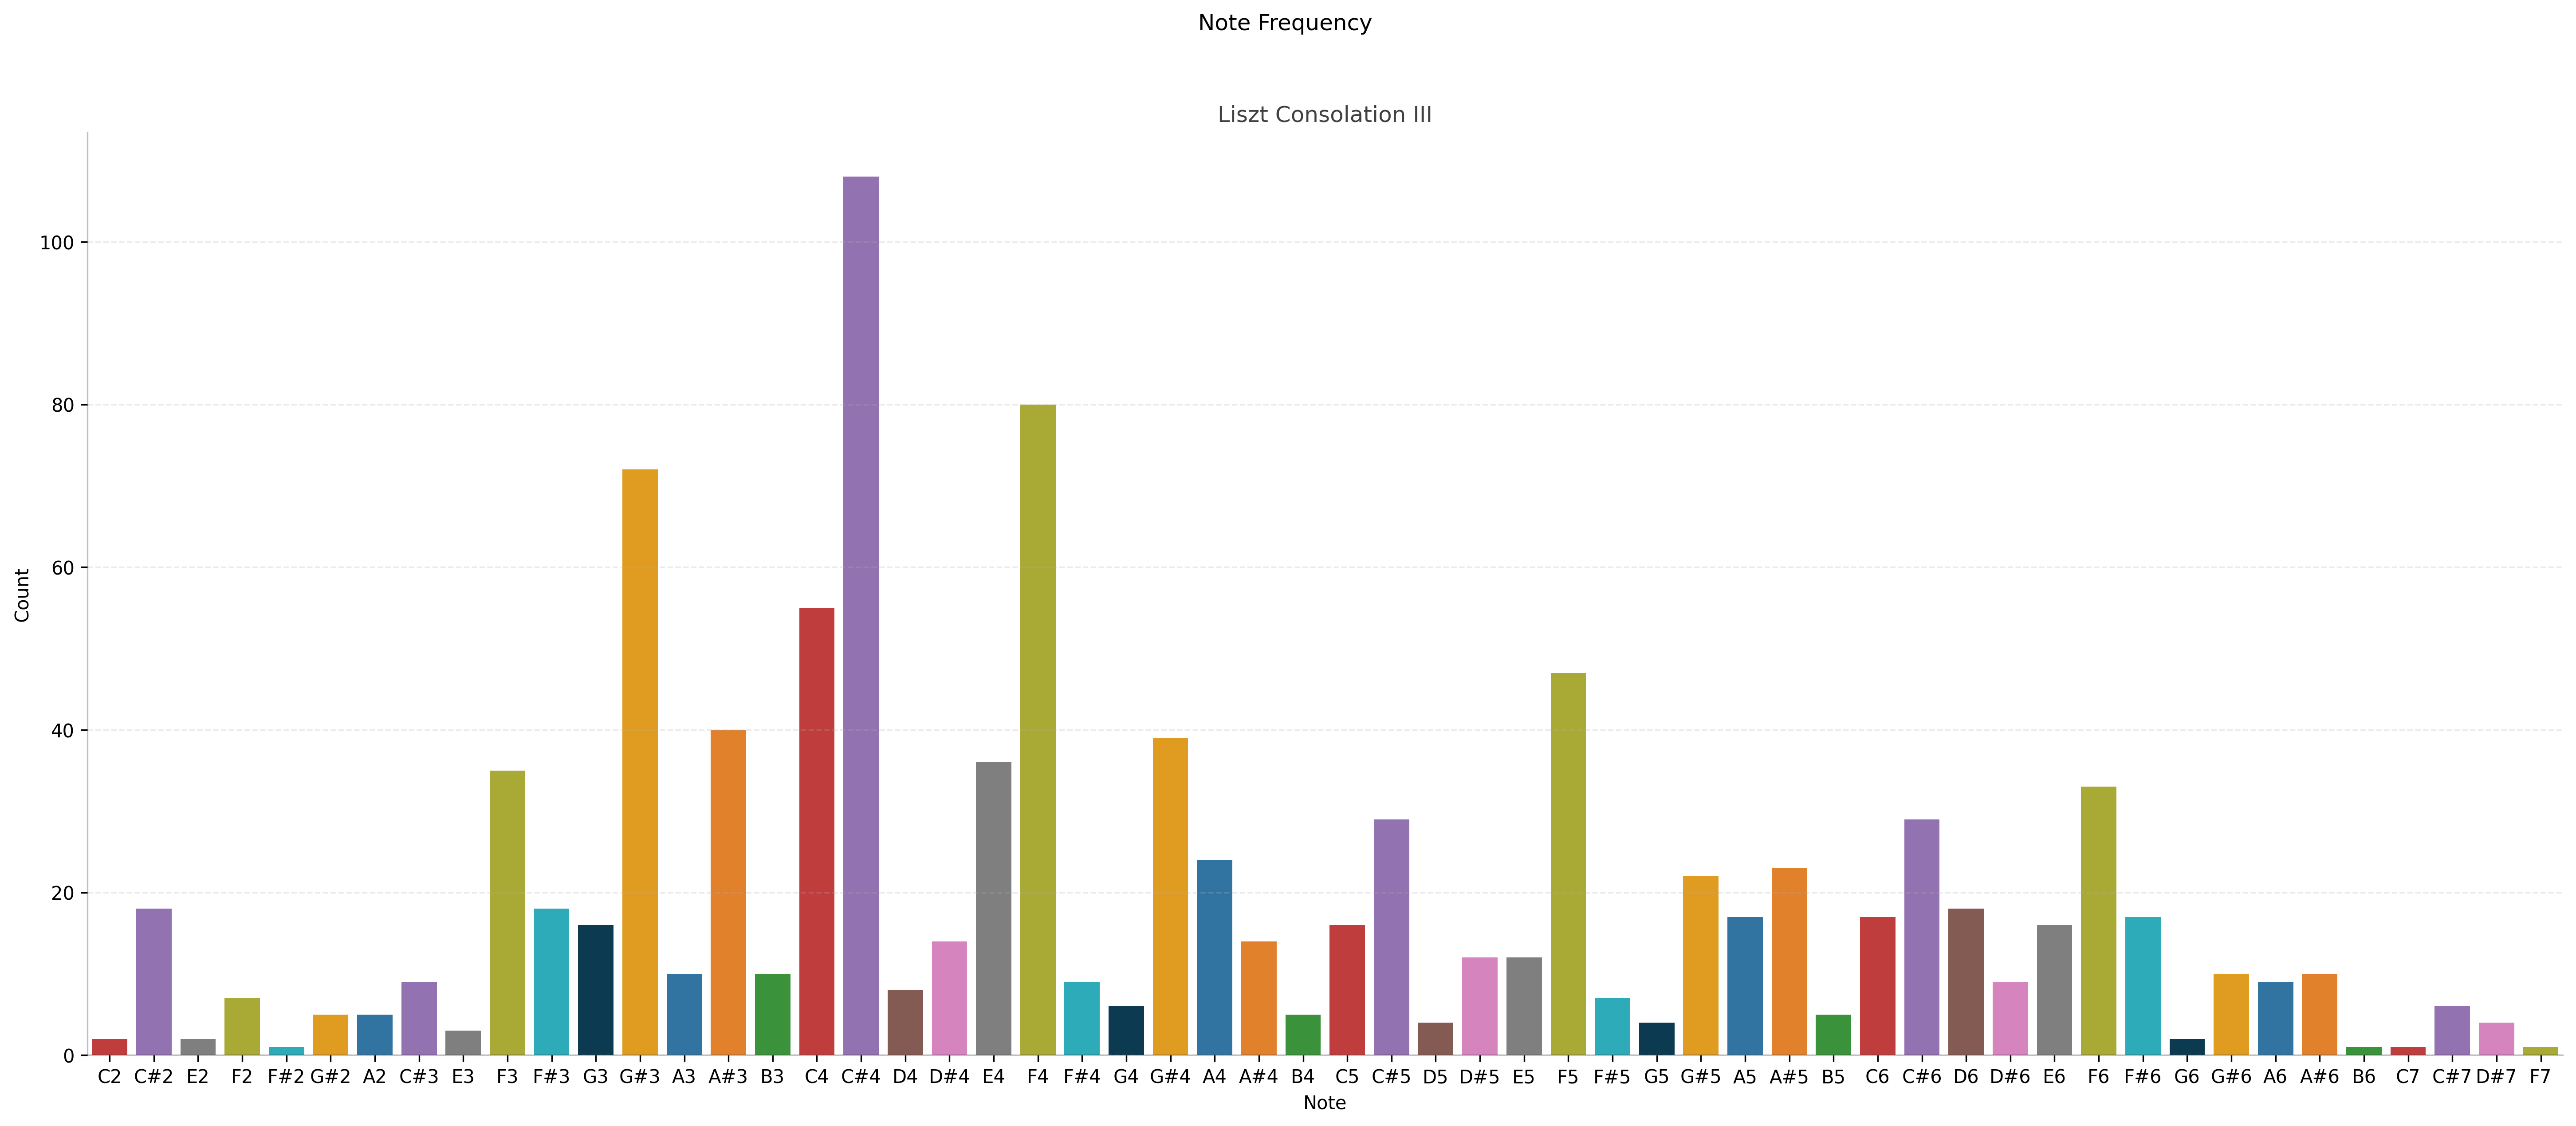 Note Frequency
Liszt Consolation III
100
80
60
40
20
0
Count
C2 C#2 E2 F2 F#2 G#2 A2 C#3 E3 F3 F#3 G3 G#3 A3 A#3 B3 C4 C#4 D4 D#4 E4 F4 F#4 G4 G#4 A4 A#4 B4 C5 C#5 D5 D#5 E5 F5 F#5 G5 G#5 A5 A#5 B5 C6 C#6 D6 D#6 E6 F6 F#6 G6 G#6 A6 A#6 B6 C7 C#7 D#7 F7
Note